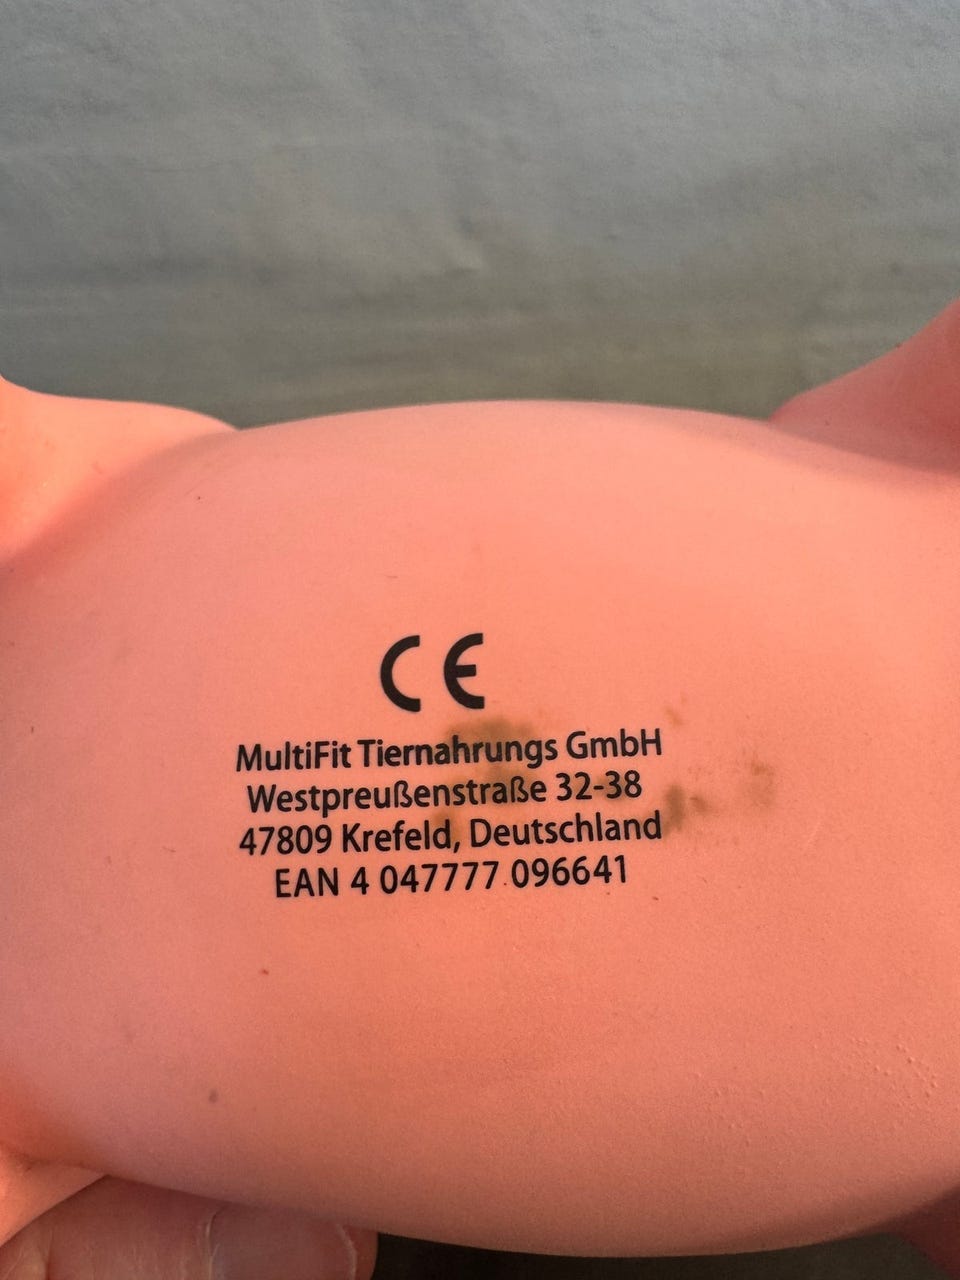 CE
MultiFit Tiernahrungs GmbH
Westpreußenstraße 32-38
47809 Krefeld, Deutschland
EAN 4 047777 096641